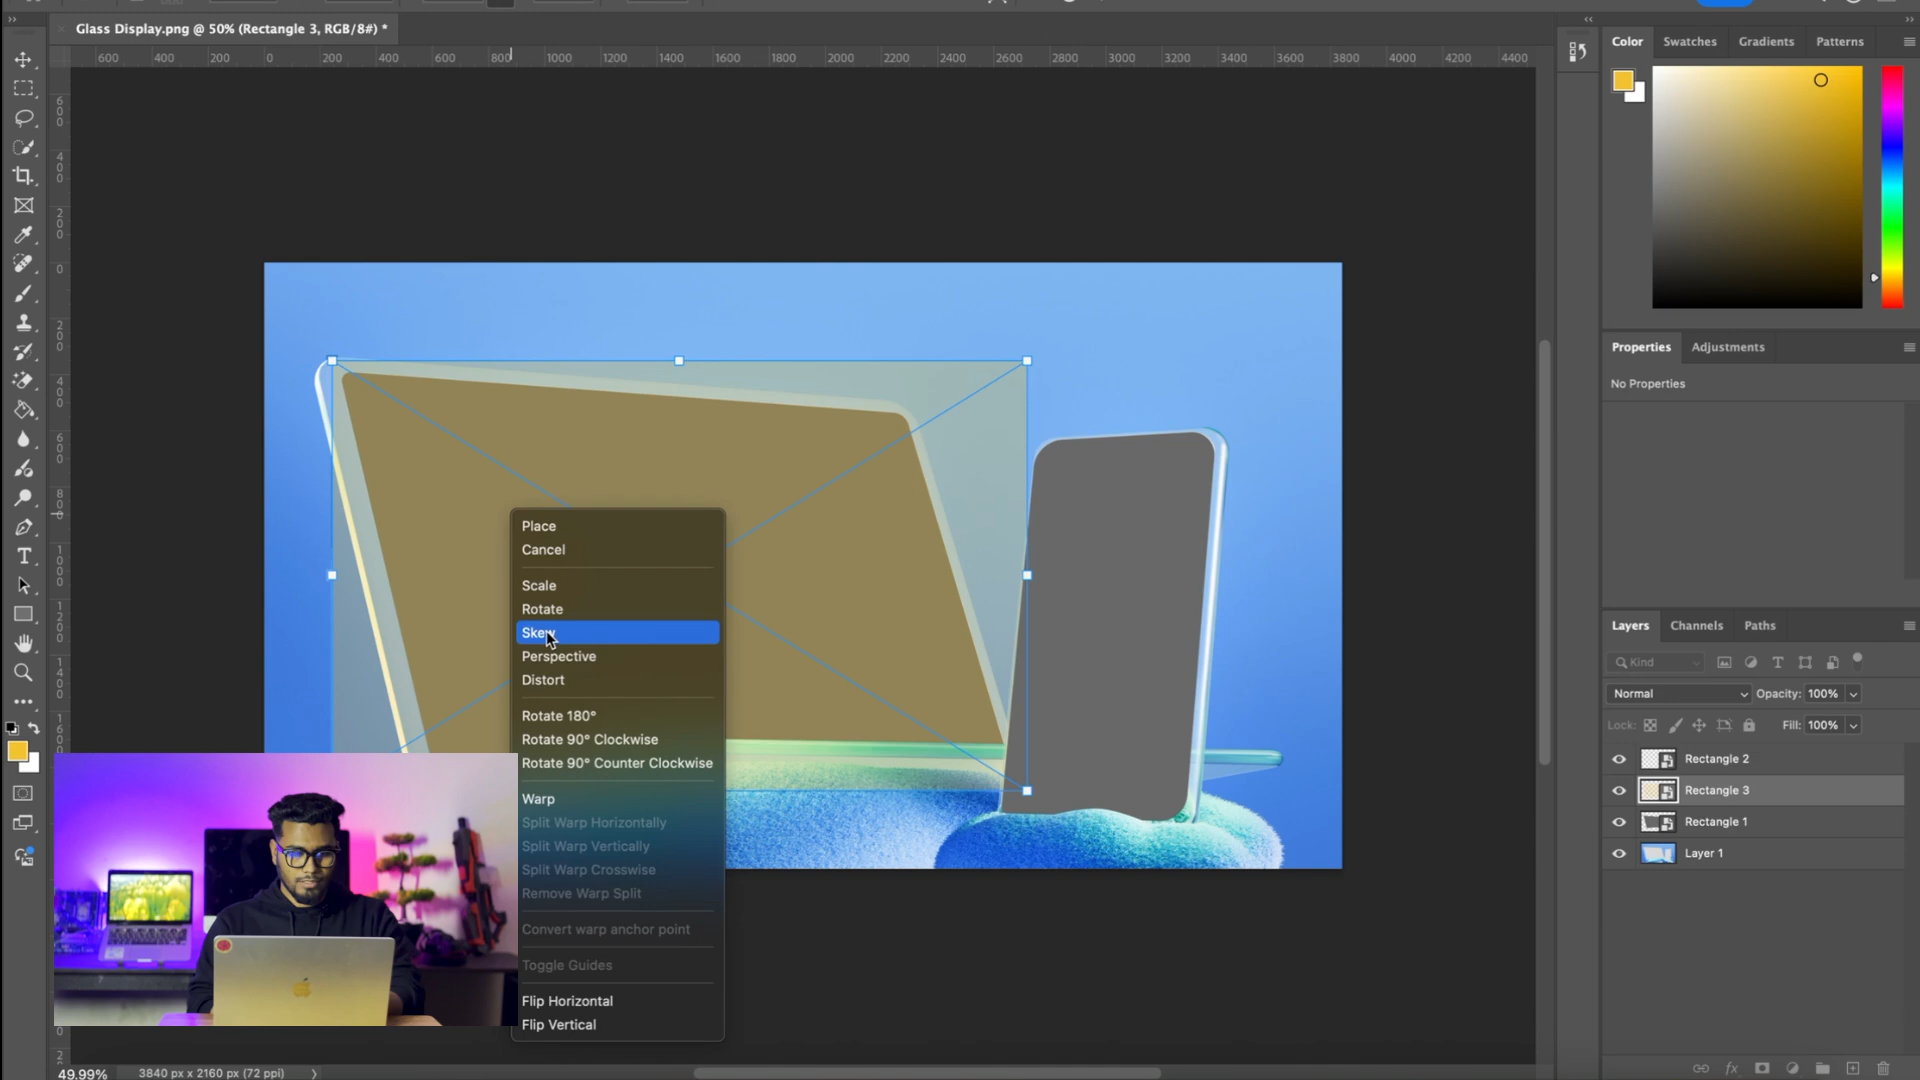 Glass Display.png @ 50% (Rectangle 3, RGB/8#) *
600 400 200 0 200 400 600 800 1000 1200 1400 1600 1800 2000 2200 2400 2600 2800 3000 3200 3400 3600 3800 4000 4200 4400
Color Swatches Gradients Patterns
Properties Adjustments
No Properties
Place
Cancel
Scale
Rotate
Skew
Perspective
Distort
Rotate 180°
Rotate 90° Clockwise
Rotate 90° Counter Clockwise
Warp
Split Warp Horizontally
Split Warp Vertically
Split Warp Crosswise
Remove Warp Split
Convert warp anchor point
Toggle Guides
Flip Horizontal
Flip Vertical
Layers Channels Paths
Kind
Normal Opacity: 100%
Lock: Fill: 100%
Rectangle 2
Rectangle 3
Rectangle 1
Layer 1
49.99% 3840 px x 2160 px (72 ppi)